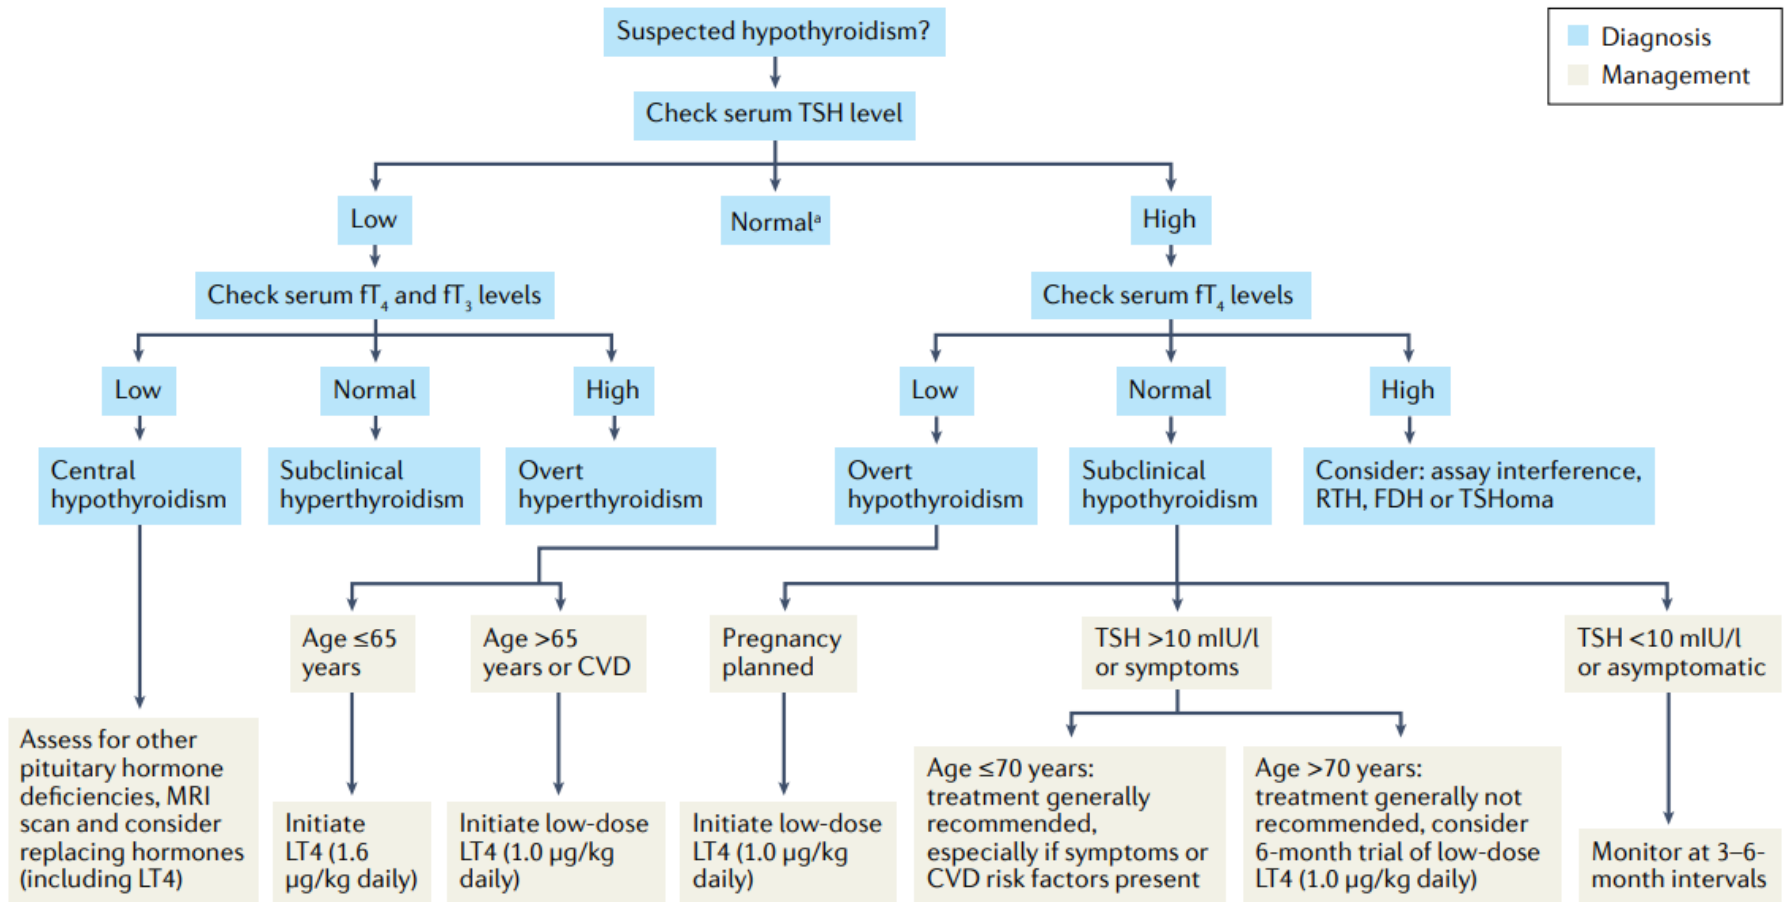 Suspected hypothyroidism?
Diagnosis
Management
Check serum TSH level
Low
Normalᵃ
High
Check serum fT₄ and fT₃ levels
Check serum fT₄ levels
Low
Normal
High
Low
Normal
High
Central
hypothyroidism
Subclinical
hyperthyroidism
Overt
hyperthyroidism
Overt
hypothyroidism
Subclinical
hypothyroidism
Consider: assay interference,
RTH, FDH or TSHoma
Age ≤65
years
Age >65
years or CVD
Pregnancy
planned
TSH >10 mIU/l
or symptoms
TSH <10 mIU/l
or asymptomatic
Assess for other
pituitary hormone
deficiencies, MRI
scan and consider
replacing hormones
(including LT4)
Initiate
LT4 (1.6
µg/kg daily)
Initiate low-dose
LT4 (1.0 µg/kg
daily)
Initiate low-dose
LT4 (1.0 µg/kg
daily)
Age ≤70 years:
treatment generally
recommended,
especially if symptoms or
CVD risk factors present
Age >70 years:
treatment generally not
recommended, consider
6-month trial of low-dose
LT4 (1.0 µg/kg daily)
Monitor at 3–6-
month intervals